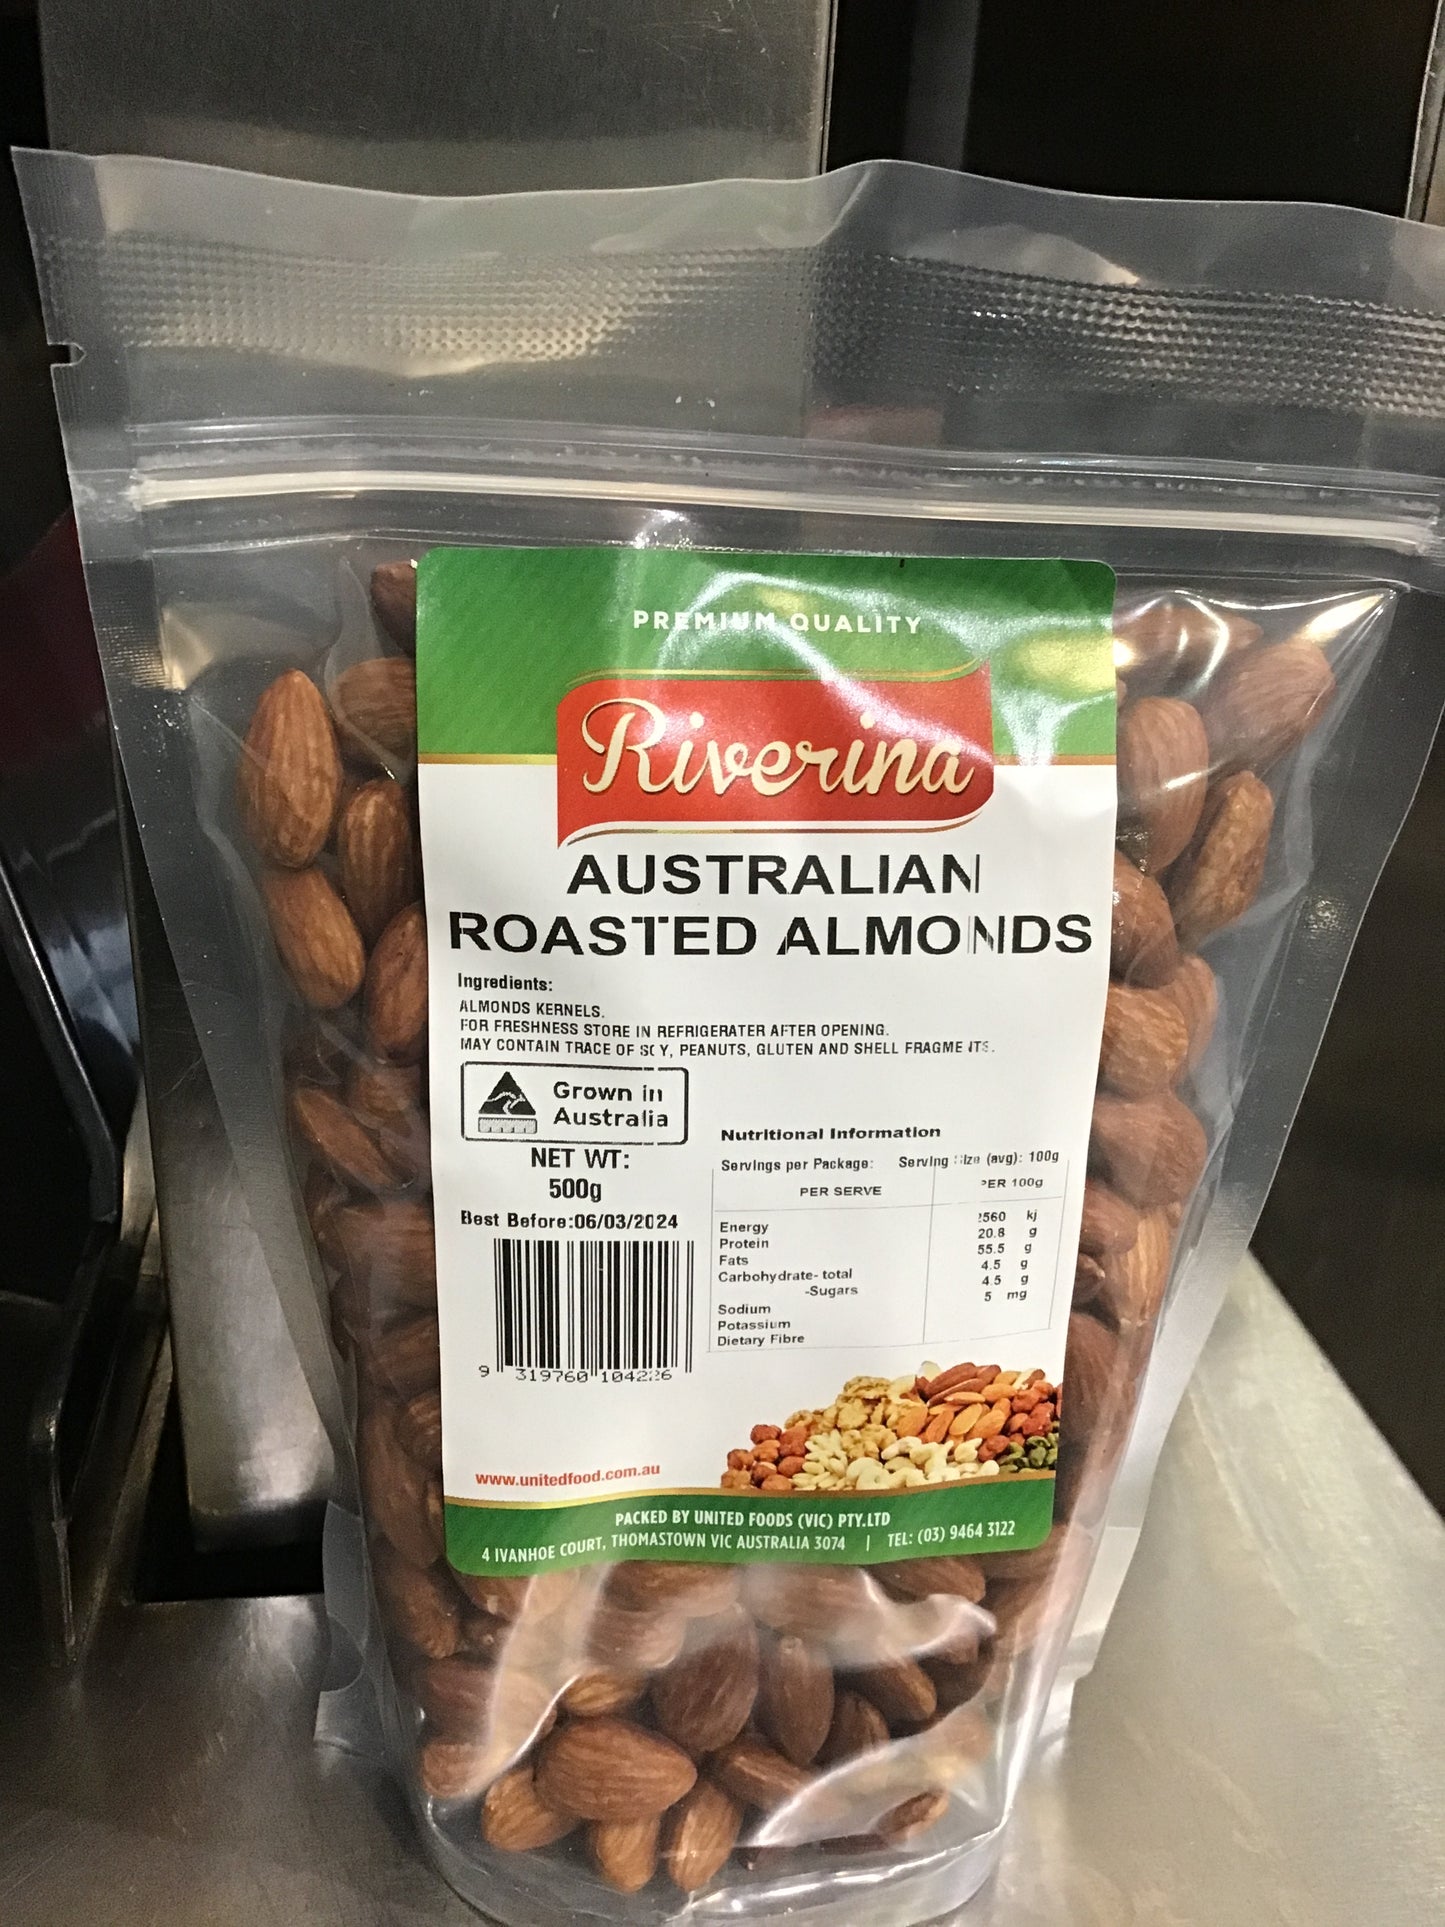 PREMIUM QUALITY
Riverina
AUSTRALIAN
ROASTED ALMONDS
Ingredients:
ALMONDS KERNELS.
FOR FRESHNESS STORE IN REFRIGERATER AFTER OPENING.
MAY CONTAIN TRACE OF SOY, PEANUTS, GLUTEN AND SHELL FRAGMENTS.
Grown in
Australia
NET WT:
500g
Best Before:06/03/2024
9 319760 104226
Nutritional Information
Servings per Package: Serving Size (avg): 100g
PER SERVE PER 100g
Energy 2560 kj
Protein 20.8 g
Fats 55.5 g
Carbohydrate- total 4.5 g
-Sugars 4.5 g
Sodium 5 mg
Potassium
Dietary Fibre
www.unitedfood.com.au
PACKED BY UNITED FOODS (VIC) PTY.LTD
4 IVANHOE COURT, THOMASTOWN VIC AUSTRALIA 3074 | TEL: (03) 9464 3122